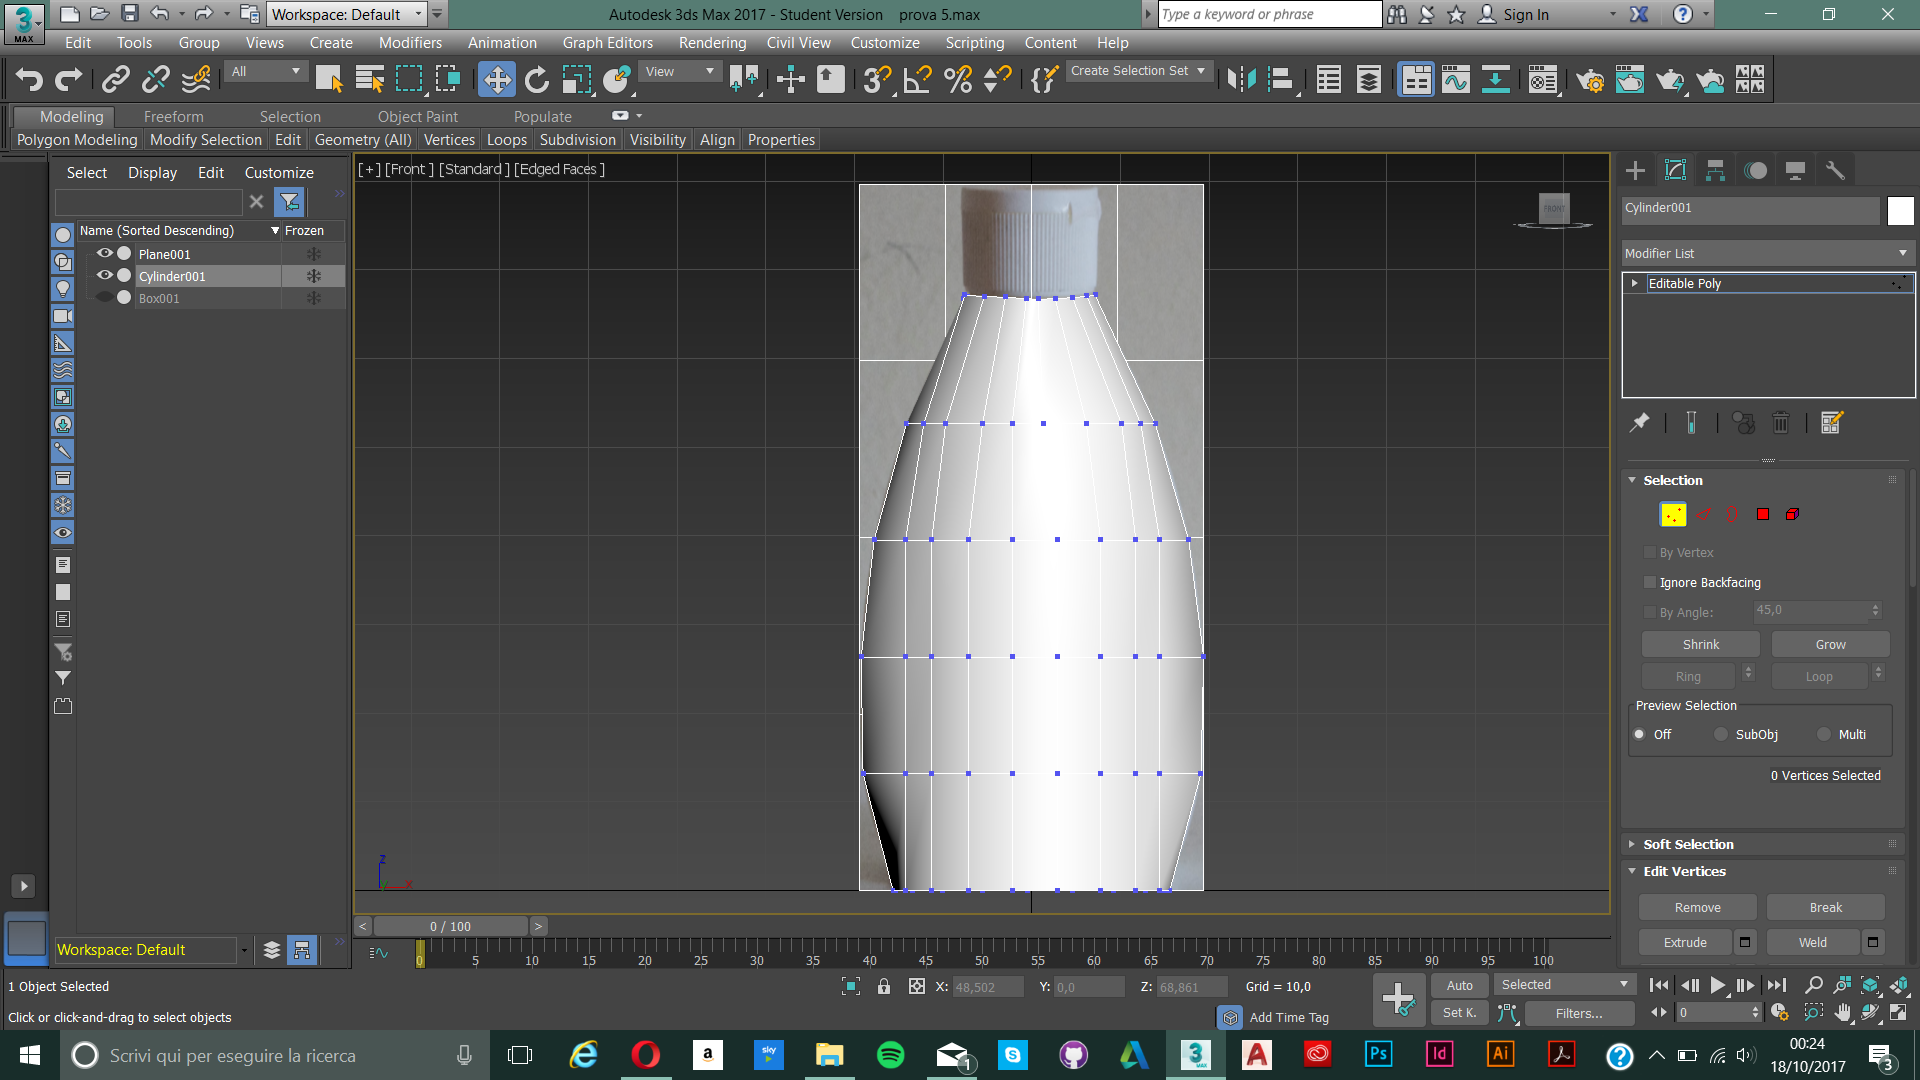 Workspace: Default
Autodesk 3ds Max 2017 - Student Version prova 5.max
Type a keyword or phrase
Sign In
MAX
Edit Tools Group Views Create Modifiers Animation Graph Editors Rendering Civil View Customize Scripting Content Help
All View Create Selection Set
Modeling Freeform Selection Object Paint Populate
Polygon Modeling Modify Selection Edit Geometry (All) Vertices Loops Subdivision Visibility Align Properties
Select Display Edit Customize
[+] [Front ] [Standard ] [Edged Faces ]
FRONT
Name (Sorted Descending) Frozen
Plane001
Cylinder001
Box001
Cylinder001
Modifier List
Editable Poly
Selection
By Vertex
Ignore Backfacing
By Angle: 45,0
Shrink Grow
Ring Loop
Preview Selection
Off SubObj Multi
0 Vertices Selected
Soft Selection
Edit Vertices
Remove Break
Extrude Weld
z
y x
< 0 / 100 >
Workspace: Default
0 5 10 15 20 25 30 35 40 45 50 55 60 65 70 75 80 85 90 95 100
1 Object Selected
X: 48,502 Y: 0,0 Z: 68,861 Grid = 10,0
Auto Selected
Click or click-and-drag to select objects
Add Time Tag
Set K. Filters... 0
Scrivi qui per eseguire la ricerca
00:24
18/10/2017
3
1
a
sky
Ps Id Ai